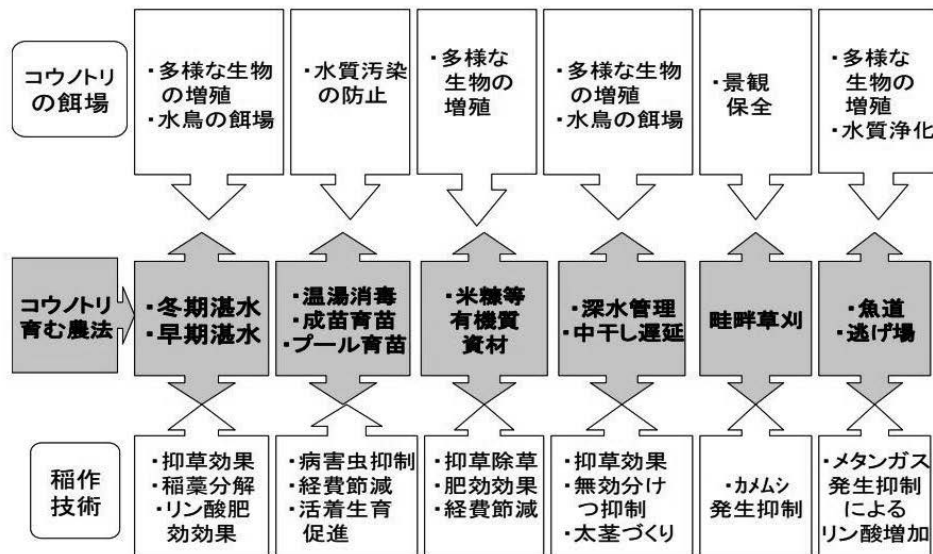 コウノトリ
の餌場
・多様な生物
の増殖
・水鳥の餌場
・水質汚染
の防止
・多様な
生物の
増殖
・多様な生物
の増殖
・水鳥の餌場
・景観
保全
・多様な
生物の
増殖
・水質浄化
コウノトリ
育む農法
・冬期湛水
・早期湛水
・温湯消毒
・成苗育苗
・プール育苗
・米糠等
有機質
資材
・深水管理
・中干し遅延
畦畔草刈
・魚道
・逃げ場
稲作
技術
・抑草効果
・稲藁分解
・リン酸肥
効効果
・病害虫抑制
・経費節減
・活着生育
促進
・抑草除草
・肥効効果
・経費節減
・抑草効果
・無効分け
つ抑制
・太茎づくり
・カメムシ
発生抑制
・メタンガス
発生抑制
による
リン酸増加